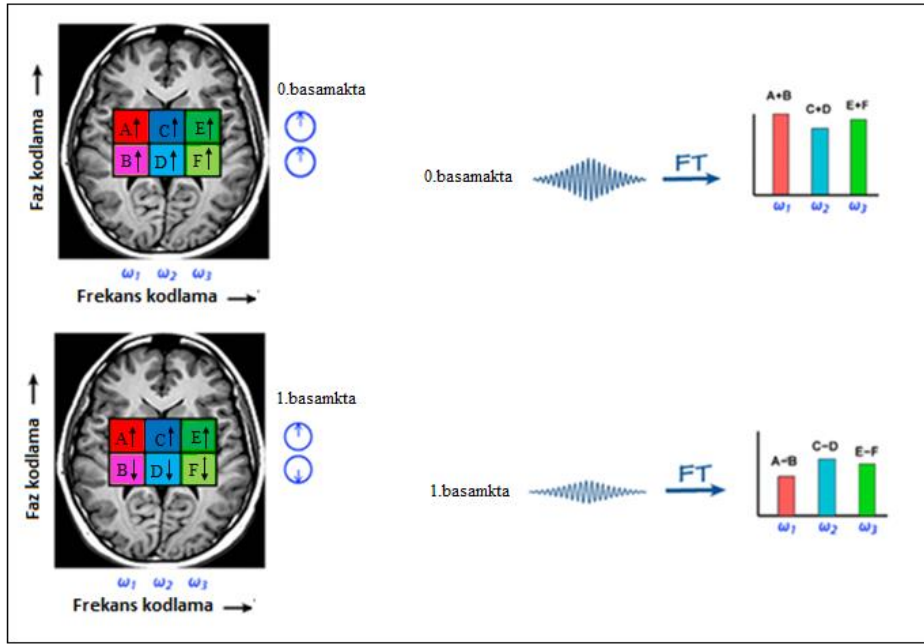 Faz kodlama
A
C
E
B
D
F
ω1 ω2 ω3
Frekans kodlama
0.basamakta
0.basamakta
FT
A+B
C+D
E+F
ω1 ω2 ω3
Faz kodlama
A
C
E
B
D
F
ω1 ω2 ω3
Frekans kodlama
1.basamkta
1.basamkta
FT
A−B
C−D
E−F
ω1 ω2 ω3